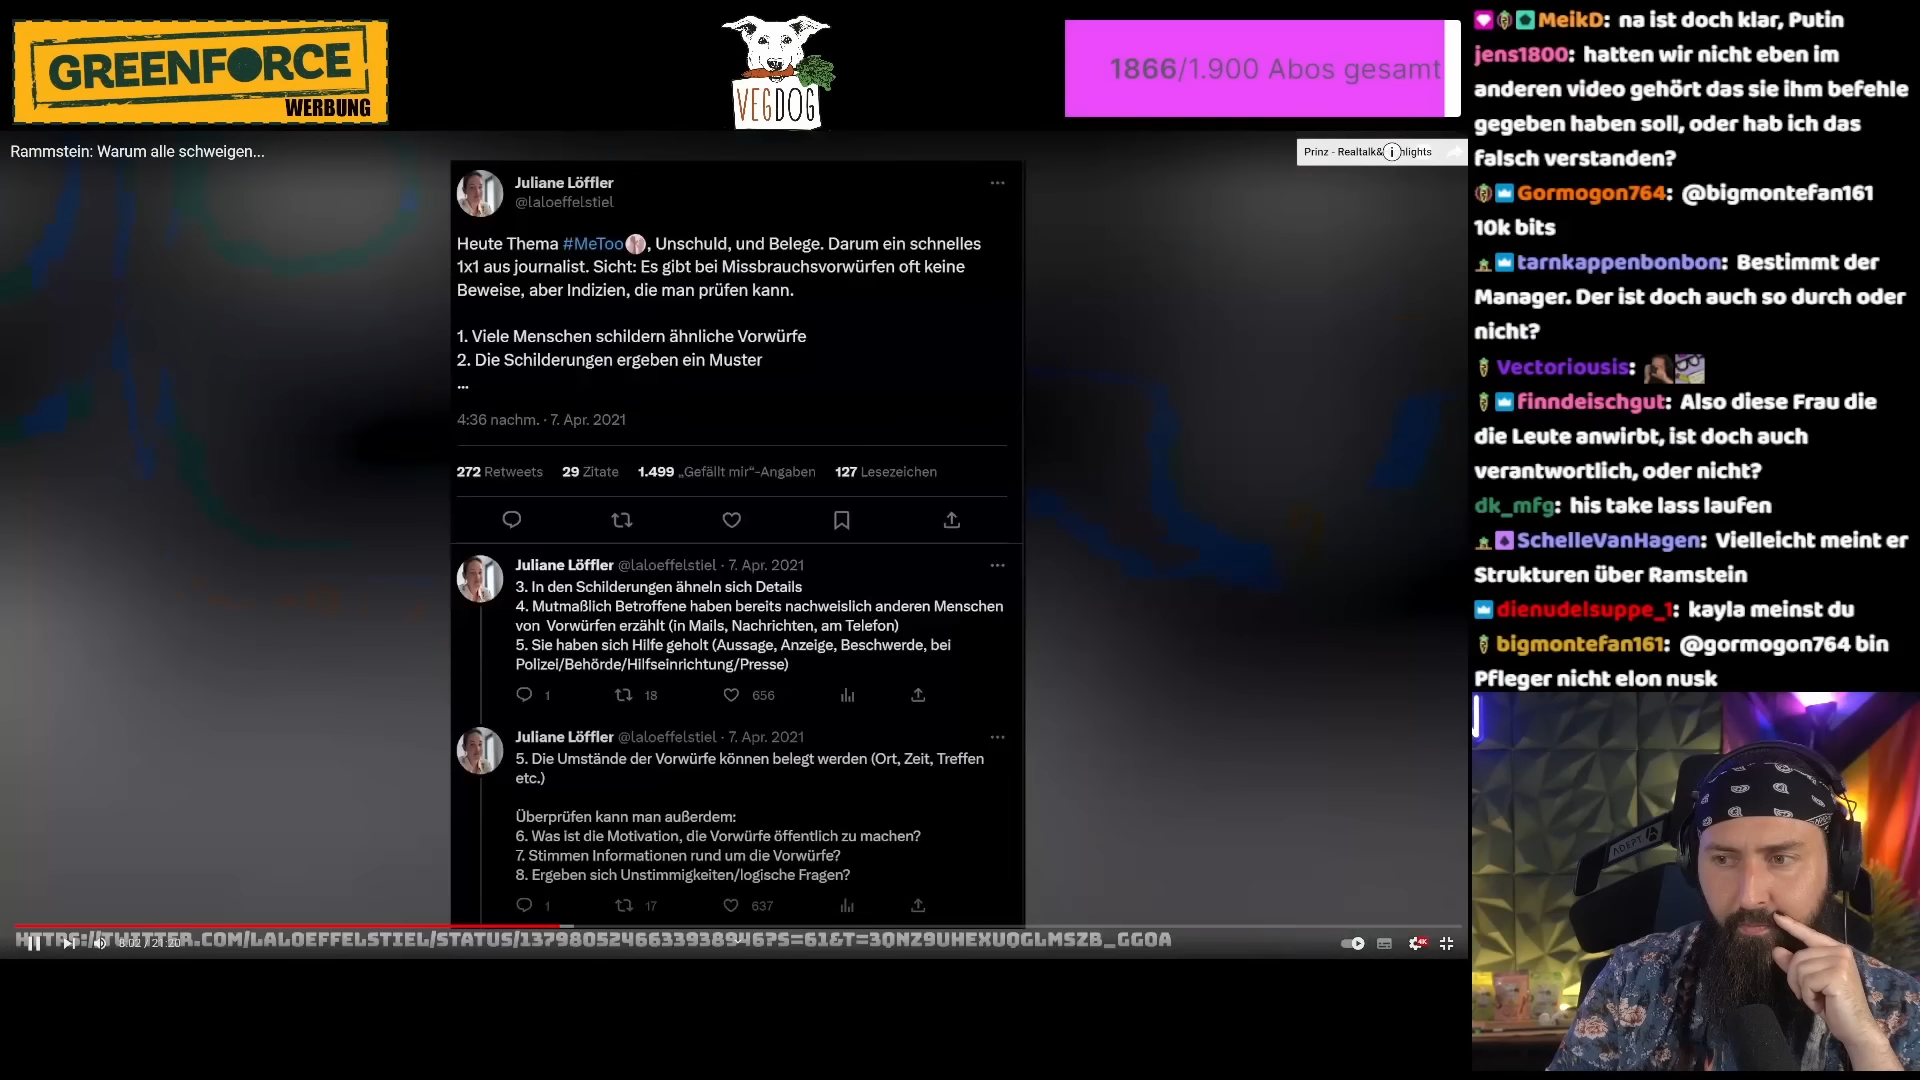 GREENFORCE
WERBUNG
VEGDOG
1866/1.900 Abos gesamt
Rammstein: Warum alle schweigen...
Juliane Löffler
@laloeffelstiel
Heute Thema #MeToo, Unschuld, und Belege. Darum ein schnelles
1x1 aus journalist. Sicht: Es gibt bei Missbrauchsvorwürfen oft keine
Beweise, aber Indizien, die man prüfen kann.
1. Viele Menschen schildern ähnliche Vorwürfe
2. Die Schilderungen ergeben ein Muster
...
4:36 nachm. · 7. Apr. 2021
272 Retweets 29 Zitate 1.499 „Gefällt mir“-Angaben 127 Lesezeichen
Juliane Löffler @laloeffelstiel · 7. Apr. 2021
3. In den Schilderungen ähneln sich Details
4. Mutmaßlich Betroffene haben bereits nachweislich anderen Menschen
von Vorwürfen erzählt (in Mails, Nachrichten, am Telefon)
5. Sie haben sich Hilfe geholt (Aussage, Anzeige, Beschwerde, bei
Polizei/Behörde/Hilfseinrichtung/Presse)
1 18 656
Juliane Löffler @laloeffelstiel · 7. Apr. 2021
5. Die Umstände der Vorwürfe können belegt werden (Ort, Zeit, Treffen
etc.)
Überprüfen kann man außerdem:
6. Was ist die Motivation, die Vorwürfe öffentlich zu machen?
7. Stimmen Informationen rund um die Vorwürfe?
8. Ergeben sich Unstimmigkeiten/logische Fragen?
1 17 637
8:02 / 21:20
4K
Prinz - Realtalk&
MeikD: na ist doch klar, Putin
jens1800: hatten wir nicht eben im
anderen video gehört das sie ihm befehle
gegeben haben soll, oder hab ich das
falsch verstanden?
Gormogon764: @bigmontefan161
10k bits
tarnkappenbonbon: Bestimmt der
Manager. Der ist doch auch so durch oder
nicht?
Vectoriousis:
finndeischgut: Also diese Frau die
die Leute anwirbt, ist doch auch
verantwortlich, oder nicht?
dk_mfg: his take lass laufen
SchelleVanHagen: Vielleicht meint er
Strukturen über Ramstein
dienudelsuppe_1: kayla meinst du
bigmontefan161: @gormogon764 bin
Pfleger nicht elon nusk
ADEPT